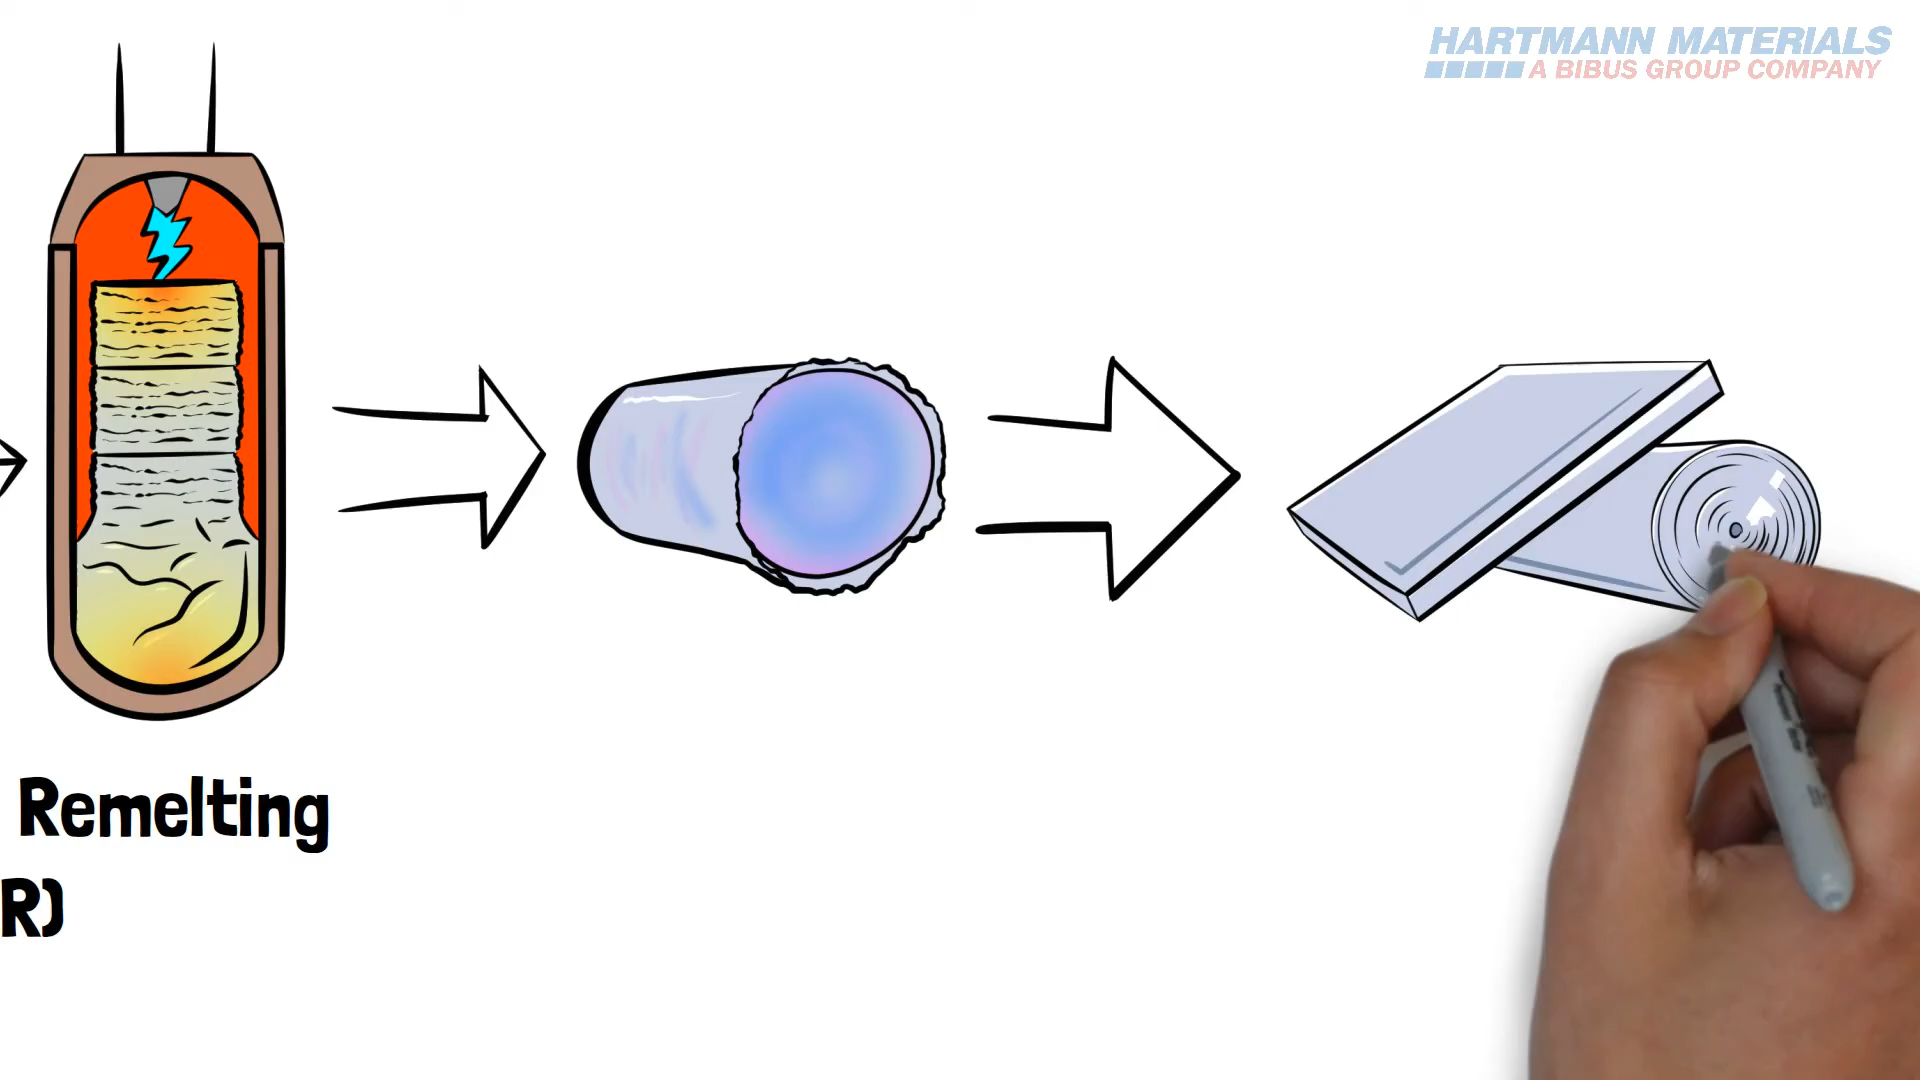 HARTMANN MATERIALS
A BIBUS GROUP COMPANY
Remelting
R)